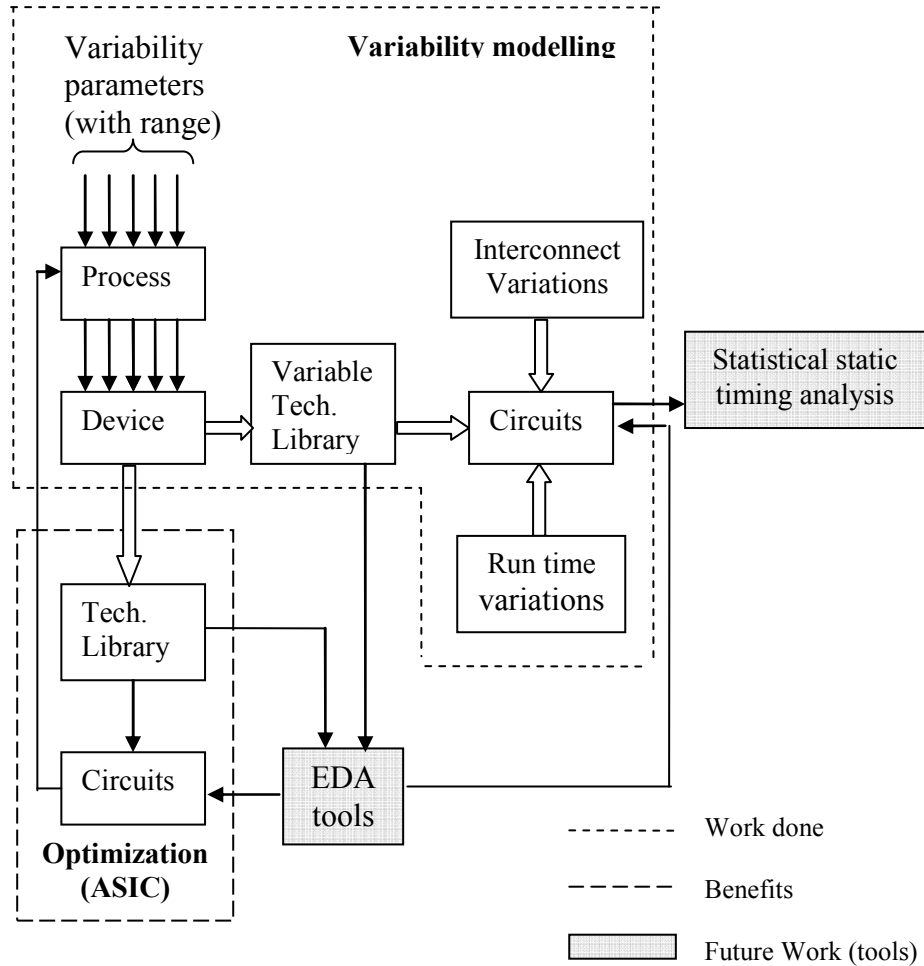 Variability modelling
Variability
parameters
(with range)
Process
Interconnect
Variations
Device
Variable
Tech.
Library
Circuits
Statistical static
timing analysis
Run time
variations
Tech.
Library
Circuits
EDA
tools
Optimization
(ASIC)
Work done
Benefits
Future Work (tools)